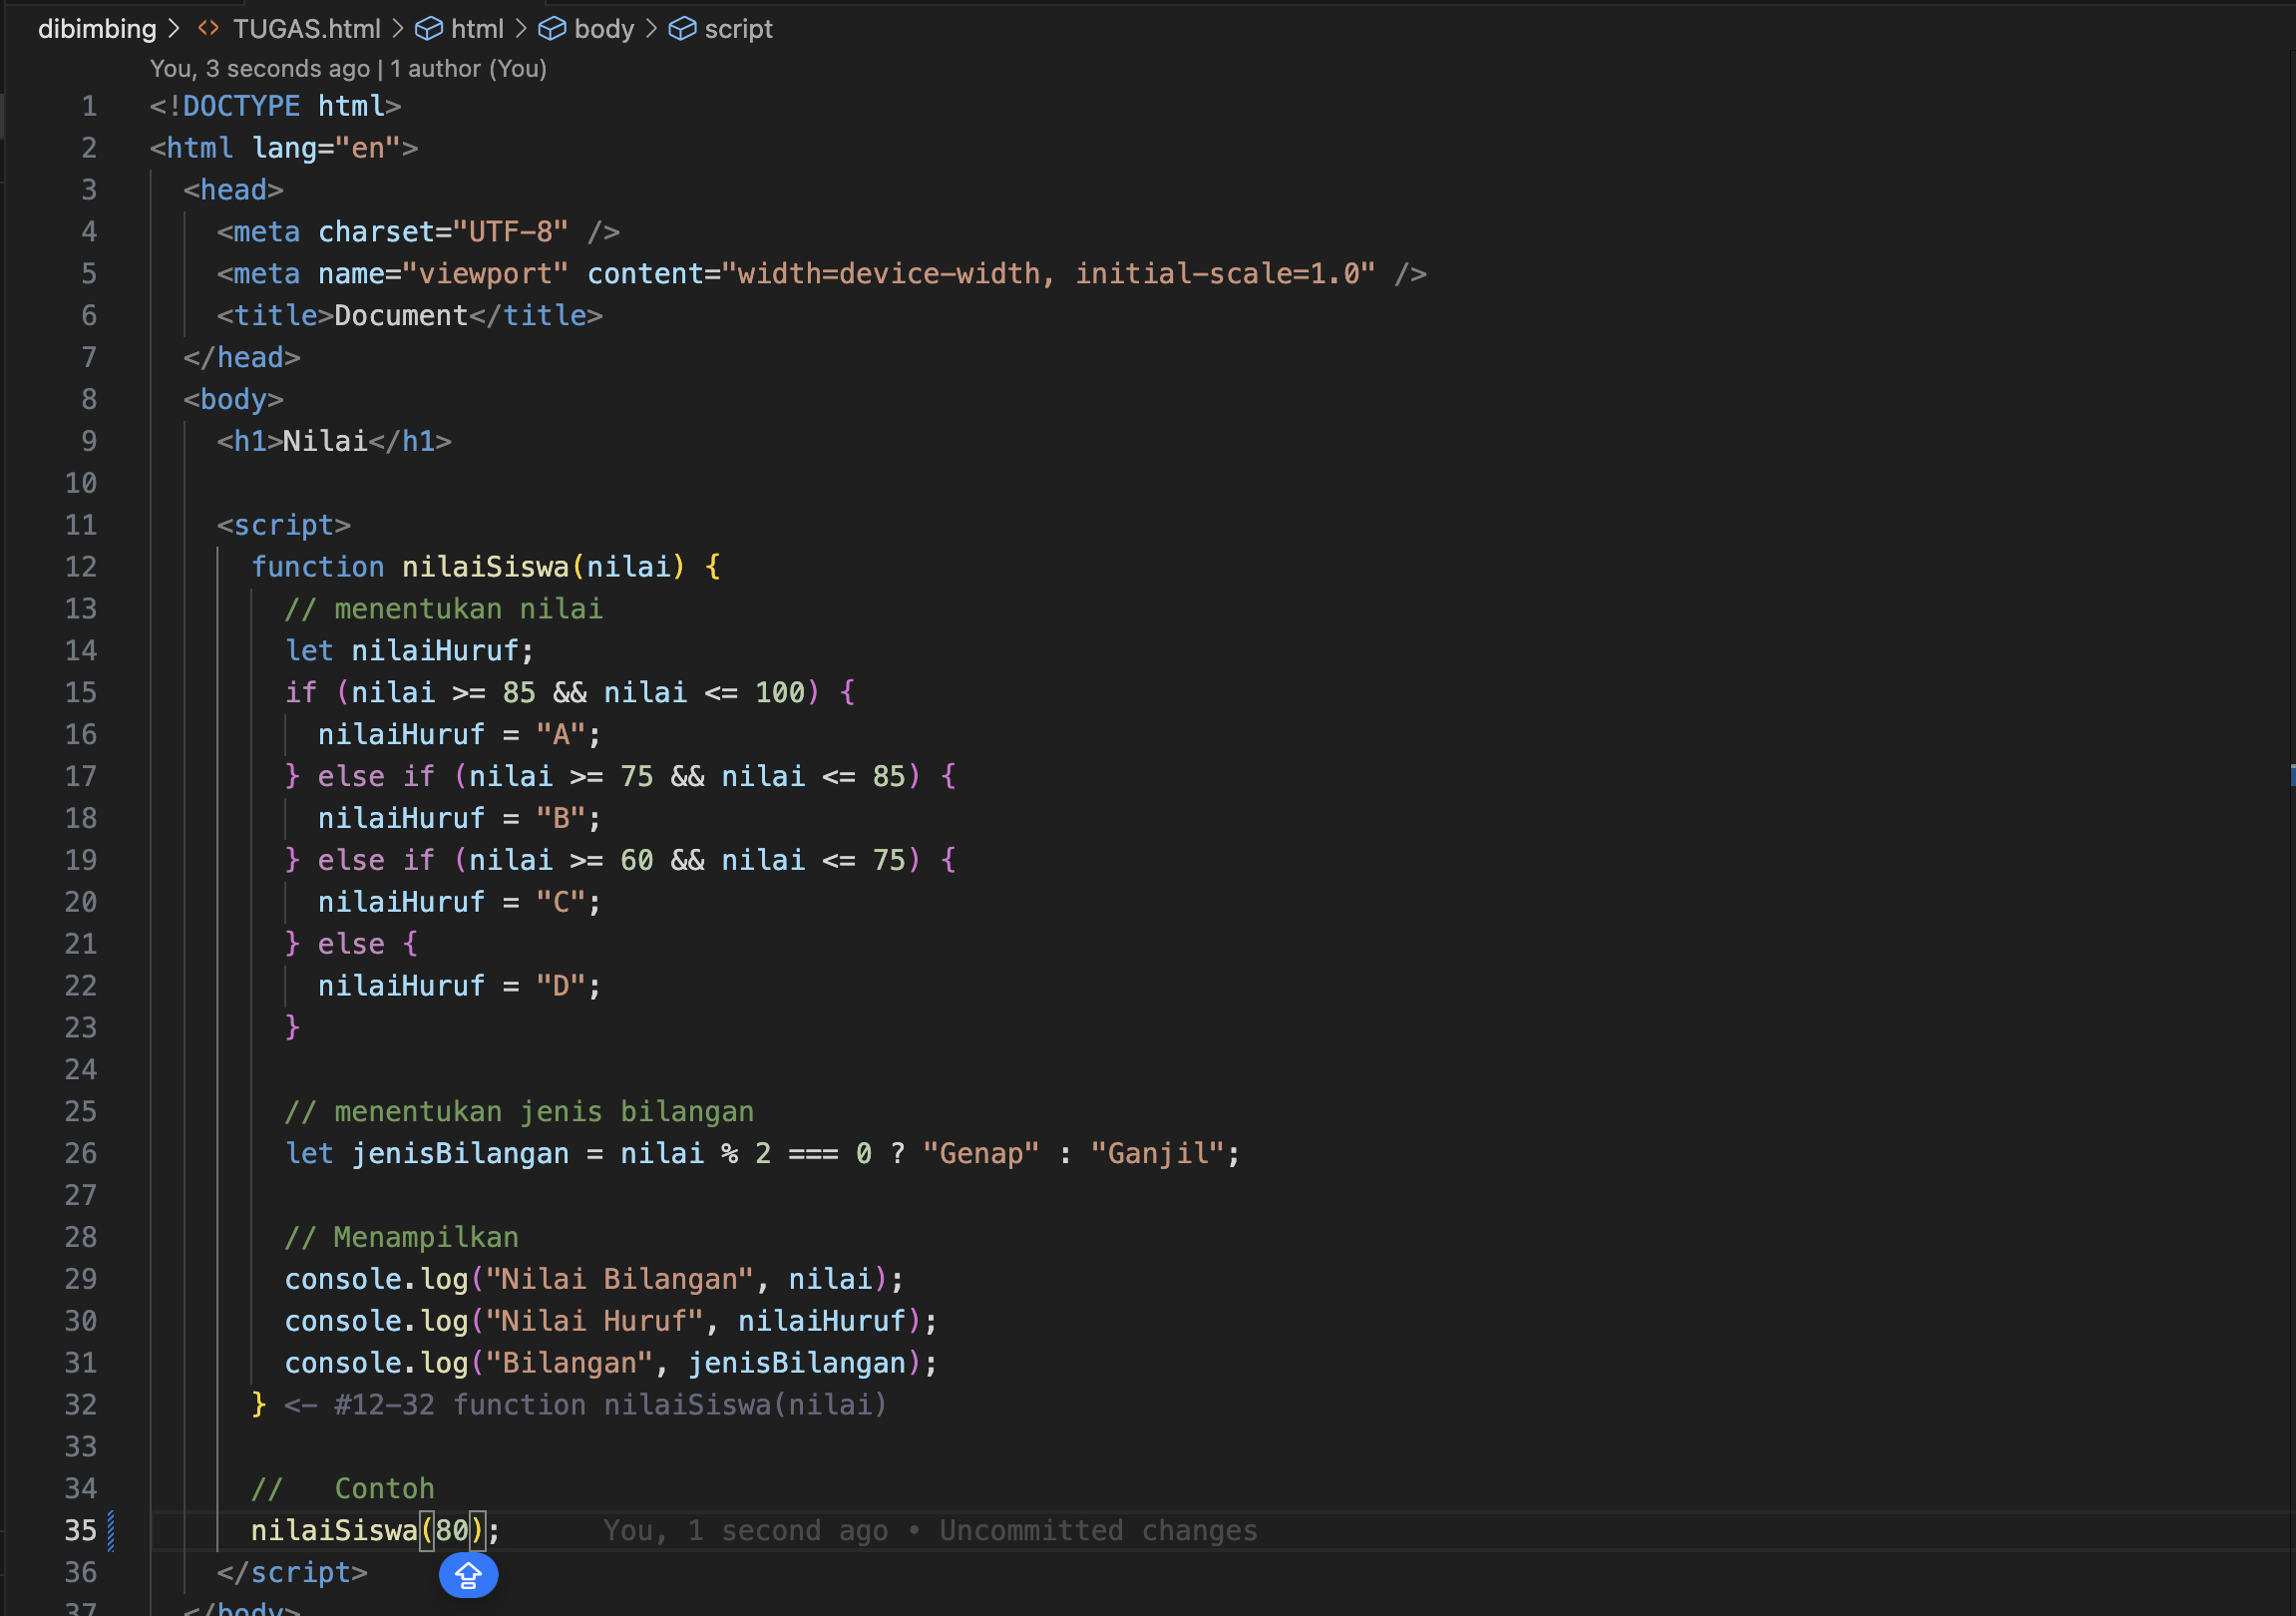 dibimbing > <> TUGAS.html > html > body > script
You, 3 seconds ago | 1 author (You)
1 <!DOCTYPE html>
2 <html lang="en">
3   <head>
4     <meta charset="UTF-8" />
5     <meta name="viewport" content="width=device-width, initial-scale=1.0" />
6     <title>Document</title>
7   </head>
8   <body>
9     <h1>Nilai</h1>
10
11     <script>
12       function nilaiSiswa(nilai) {
13         // menentukan nilai
14         let nilaiHuruf;
15         if (nilai >= 85 && nilai <= 100) {
16           nilaiHuruf = "A";
17         } else if (nilai >= 75 && nilai <= 85) {
18           nilaiHuruf = "B";
19         } else if (nilai >= 60 && nilai <= 75) {
20           nilaiHuruf = "C";
21         } else {
22           nilaiHuruf = "D";
23         }
24
25         // menentukan jenis bilangan
26         let jenisBilangan = nilai % 2 === 0 ? "Genap" : "Ganjil";
27
28         // Menampilkan
29         console.log("Nilai Bilangan", nilai);
30         console.log("Nilai Huruf", nilaiHuruf);
31         console.log("Bilangan", jenisBilangan);
32       } <- #12-32 function nilaiSiswa(nilai)
33
34       //   Contoh
35       nilaiSiswa(80);      You, 1 second ago • Uncommitted changes
36     </script>
37   </body>